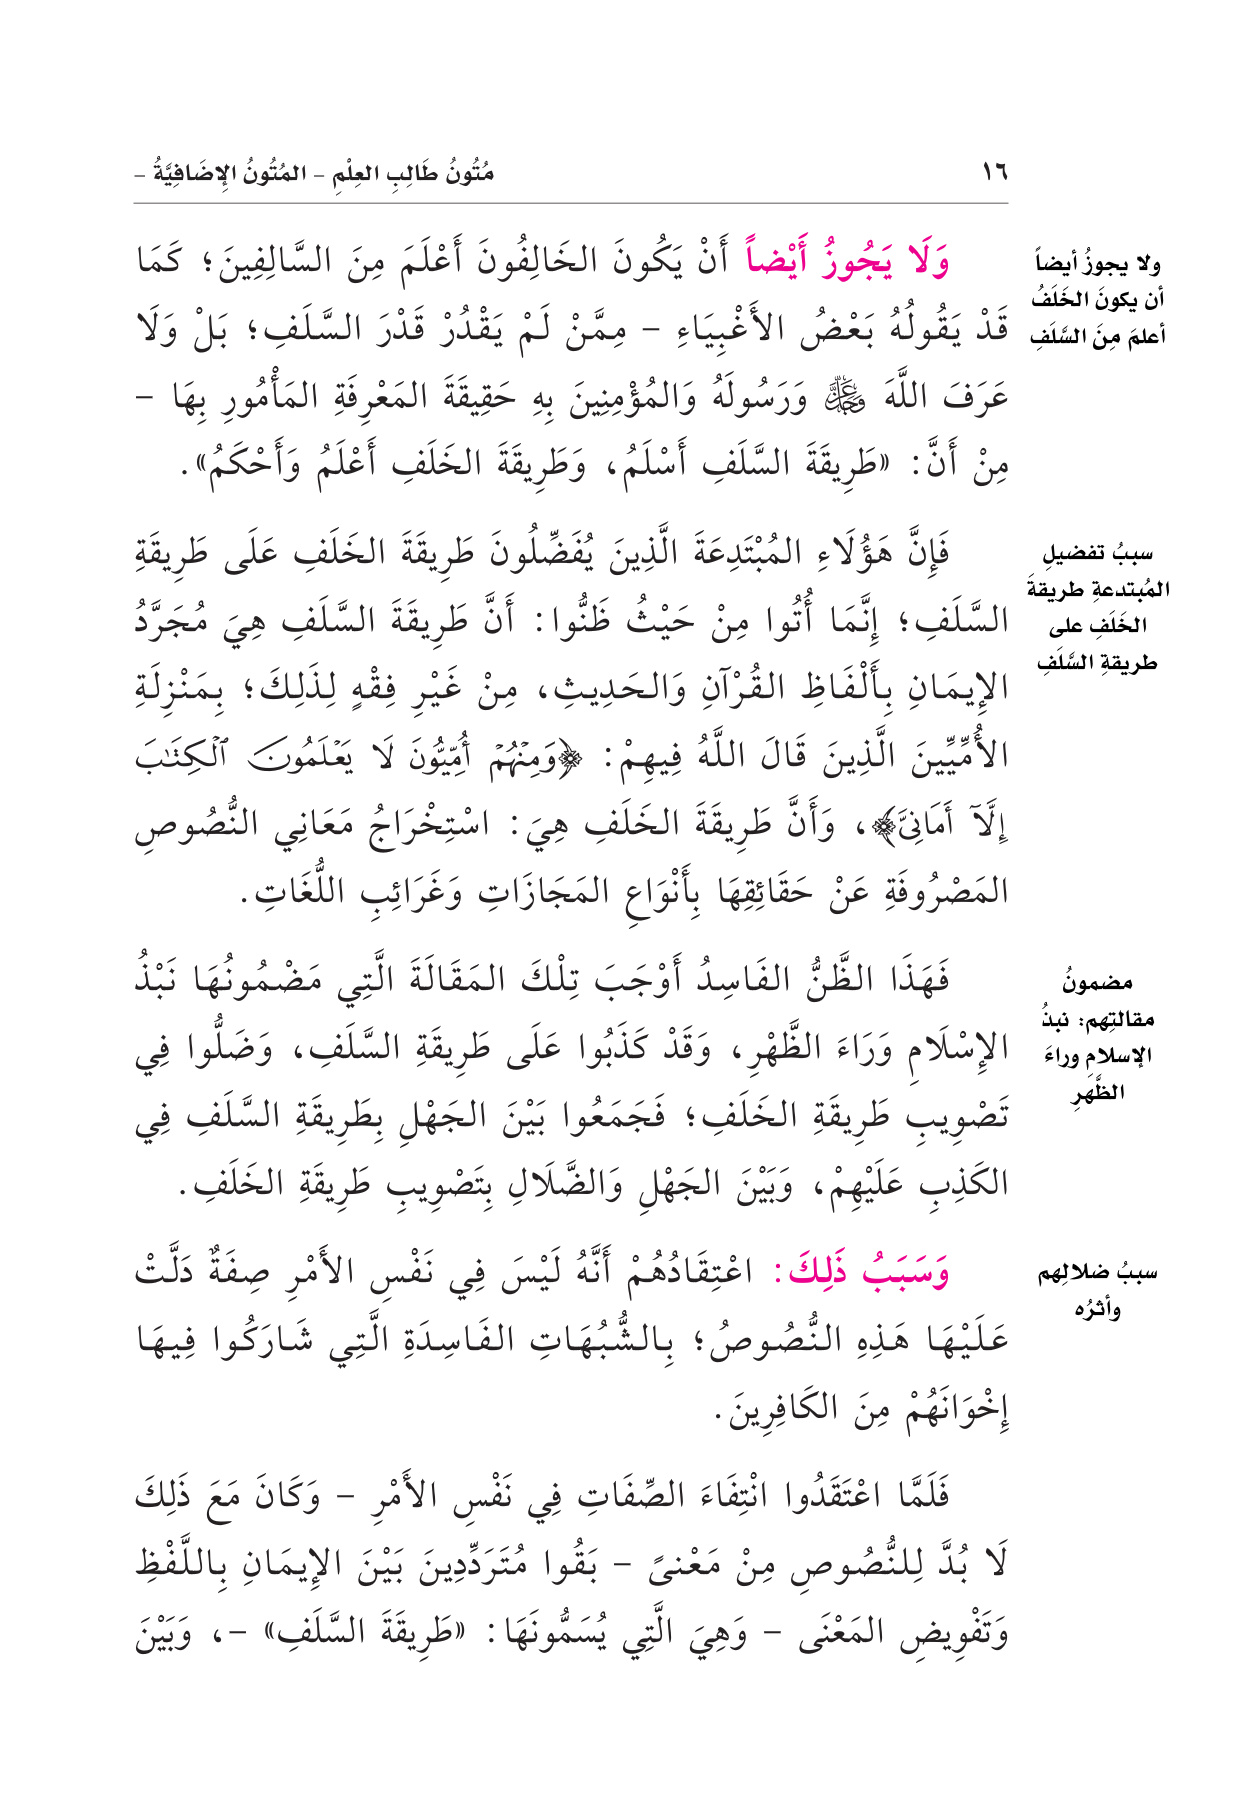 ١٦
مُتُونُ طَالِبِ العِلْمِ – المُتُونُ الإِضَافِيَّةُ –
وَلَا يَجُوزُ أَيْضاً أَنْ يَكُونَ الخَالِفُونَ أَعْلَمَ مِنَ السَّالِفِينَ؛ كَمَا
قَدْ يَقُولُهُ بَعْضُ الأَغْبِيَاءِ – مِمَّنْ لَمْ يَقْدُرْ قَدْرَ السَّلَفِ؛ بَلْ وَلَا
عَرَفَ اللَّهَ ﷻ وَرَسُولَهُ وَالمُؤْمِنِينَ بِهِ حَقِيقَةَ المَعْرِفَةِ المَأْمُورِ بِهَا –
مِنْ أَنَّ: «طَرِيقَةَ السَّلَفِ أَسْلَمُ، وَطَرِيقَةَ الخَلَفِ أَعْلَمُ وَأَحْكَمُ».
ولا يجوزُ أيضاً
أن يكونَ الخَلَفُ
أعلمَ مِنَ السَّلَفِ
فَإِنَّ هَؤُلَاءِ المُبْتَدِعَةَ الَّذِينَ يُفَضِّلُونَ طَرِيقَةَ الخَلَفِ عَلَى طَرِيقَةِ
السَّلَفِ؛ إِنَّمَا أُتُوا مِنْ حَيْثُ ظَنُّوا: أَنَّ طَرِيقَةَ السَّلَفِ هِيَ مُجَرَّدُ
الإِيمَانِ بِأَلْفَاظِ القُرْآنِ وَالحَدِيثِ، مِنْ غَيْرِ فِقْهٍ لِذَلِكَ؛ بِمَنْزِلَةِ
الأُمِّيِّينَ الَّذِينَ قَالَ اللَّهُ فِيهِمْ: ﴿وَمِنْهُمْ أُمِّيُّونَ لَا يَعْلَمُونَ ٱلْكِتَٰبَ
إِلَّآ أَمَانِيَّ﴾، وَأَنَّ طَرِيقَةَ الخَلَفِ هِيَ: اسْتِخْرَاجُ مَعَانِي النُّصُوصِ
المَصْرُوفَةِ عَنْ حَقَائِقِهَا بِأَنْوَاعِ المَجَازَاتِ وَغَرَائِبِ اللُّغَاتِ.
سببُ تفضيلِ
المُبتدعةِ طريقةَ
الخَلَفِ على
طريقةِ السَّلَفِ
فَهَذَا الظَّنُّ الفَاسِدُ أَوْجَبَ تِلْكَ المَقَالَةَ الَّتِي مَضْمُونُهَا نَبْذُ
الإِسْلَامِ وَرَاءَ الظَّهْرِ، وَقَدْ كَذَبُوا عَلَى طَرِيقَةِ السَّلَفِ، وَضَلُّوا فِي
تَصْوِيبِ طَرِيقَةِ الخَلَفِ؛ فَجَمَعُوا بَيْنَ الجَهْلِ بِطَرِيقَةِ السَّلَفِ فِي
الكَذِبِ عَلَيْهِمْ، وَبَيْنَ الجَهْلِ وَالضَّلَالِ بِتَصْوِيبِ طَرِيقَةِ الخَلَفِ.
مضمونُ
مقالتِهم: نبذُ
الإسلامِ وراءَ
الظَّهرِ
وَسَبَبُ ذَلِكَ: اعْتِقَادُهُمْ أَنَّهُ لَيْسَ فِي نَفْسِ الأَمْرِ صِفَةٌ دَلَّتْ
عَلَيْهَا هَذِهِ النُّصُوصُ؛ بِالشُّبُهَاتِ الفَاسِدَةِ الَّتِي شَارَكُوا فِيهَا
إِخْوَانَهُمْ مِنَ الكَافِرِينَ.
سببُ ضلالِهم
وأثرُه
فَلَمَّا اعْتَقَدُوا انْتِفَاءَ الصِّفَاتِ فِي نَفْسِ الأَمْرِ – وَكَانَ مَعَ ذَلِكَ
لَا بُدَّ لِلنُّصُوصِ مِنْ مَعْنىً – بَقُوا مُتَرَدِّدِينَ بَيْنَ الإِيمَانِ بِاللَّفْظِ
وَتَفْوِيضِ المَعْنَى – وَهِيَ الَّتِي يُسَمُّونَهَا: «طَرِيقَةَ السَّلَفِ» –، وَبَيْنَ